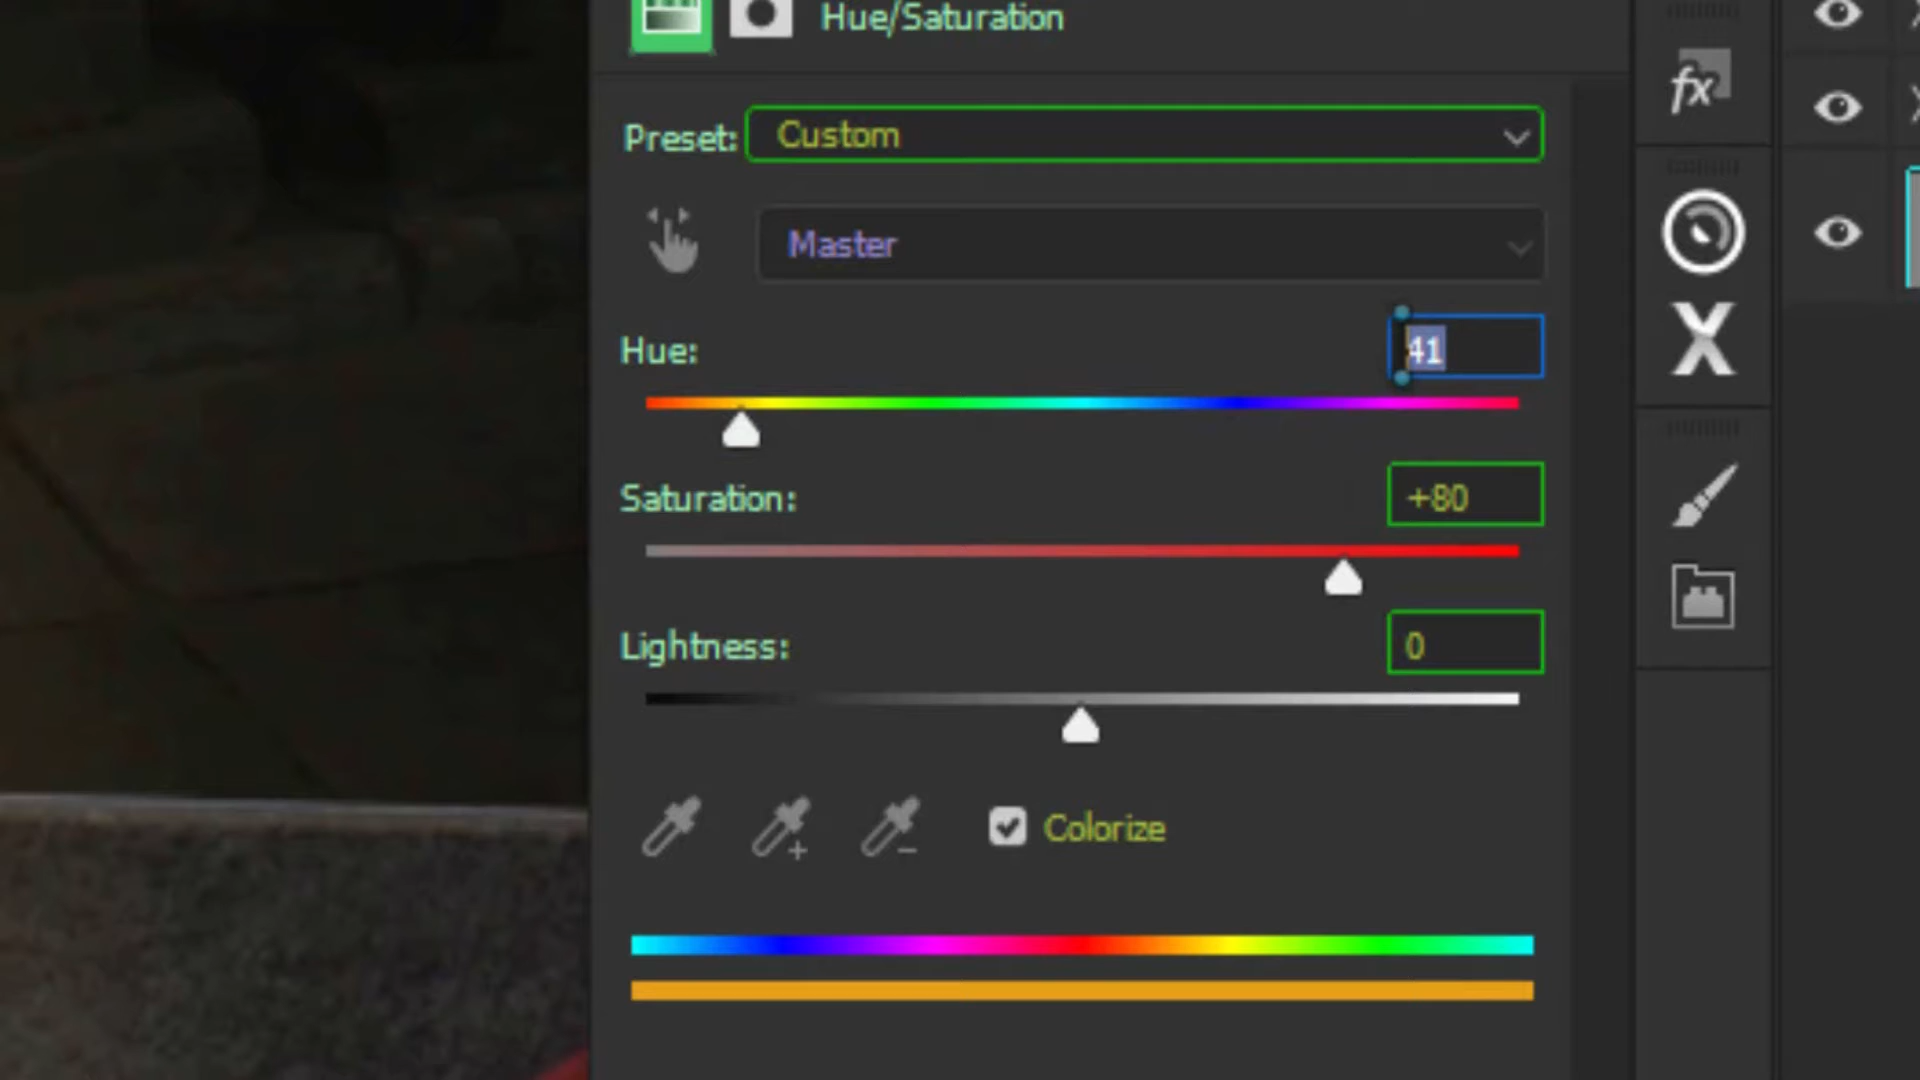 Hue/Saturation
fx
Preset: Custom
Master
Hue: 41
Saturation: +80
Lightness: 0
Colorize